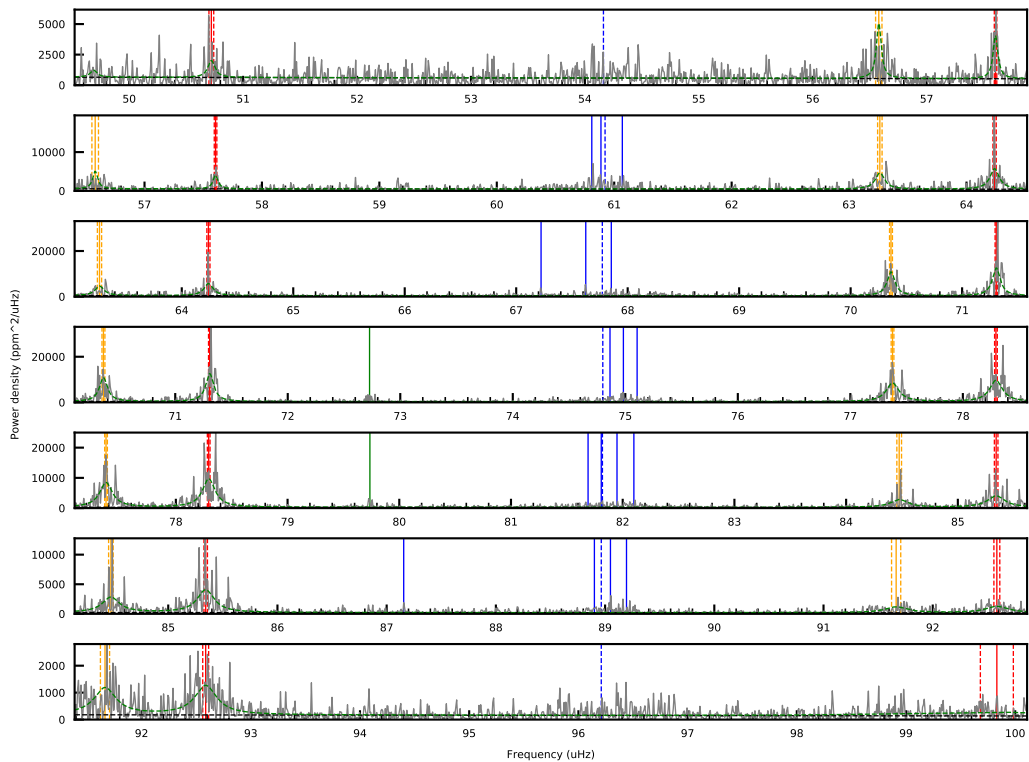 5000
2500
0
50 51 52 53 54 55 56 57
10000
0
57 58 59 60 61 62 63 64
20000
0
64 65 66 67 68 69 70 71
Power density (ppm^2/uHz)
20000
0
71 72 73 74 75 76 77 78
20000
10000
0
78 79 80 81 82 83 84 85
10000
5000
0
85 86 87 88 89 90 91 92
2000
1000
0
92 93 94 95 96 97 98 99 100
Frequency (uHz)